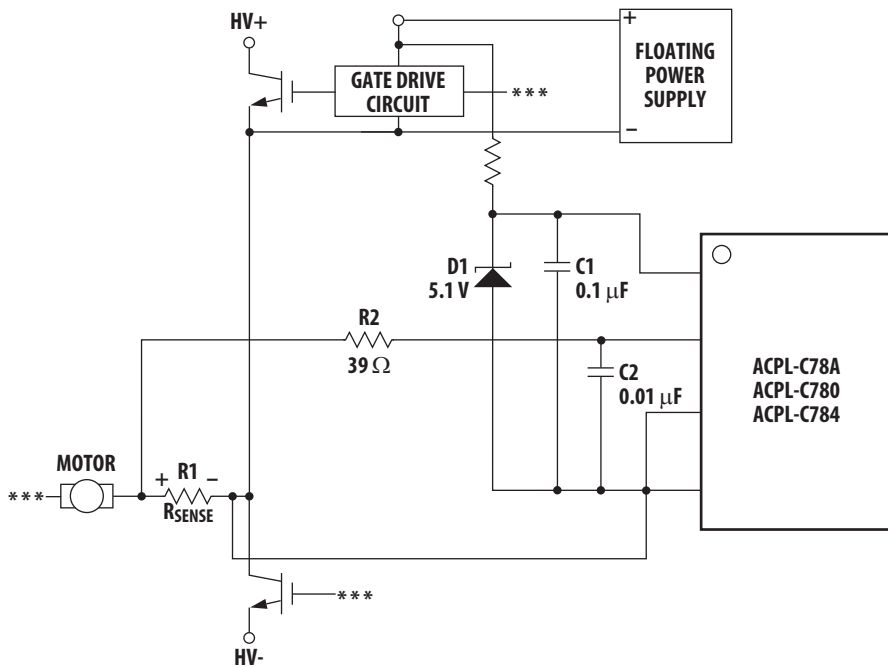 HV+
+
FLOATING
POWER
SUPPLY
−
GATE DRIVE
CIRCUIT
***
D1
5.1 V
C1
0.1 μF
R2
39 Ω
C2
0.01 μF
ACPL-C78A
ACPL-C780
ACPL-C784
MOTOR
***
+
R1
−
RSENSE
***
HV-